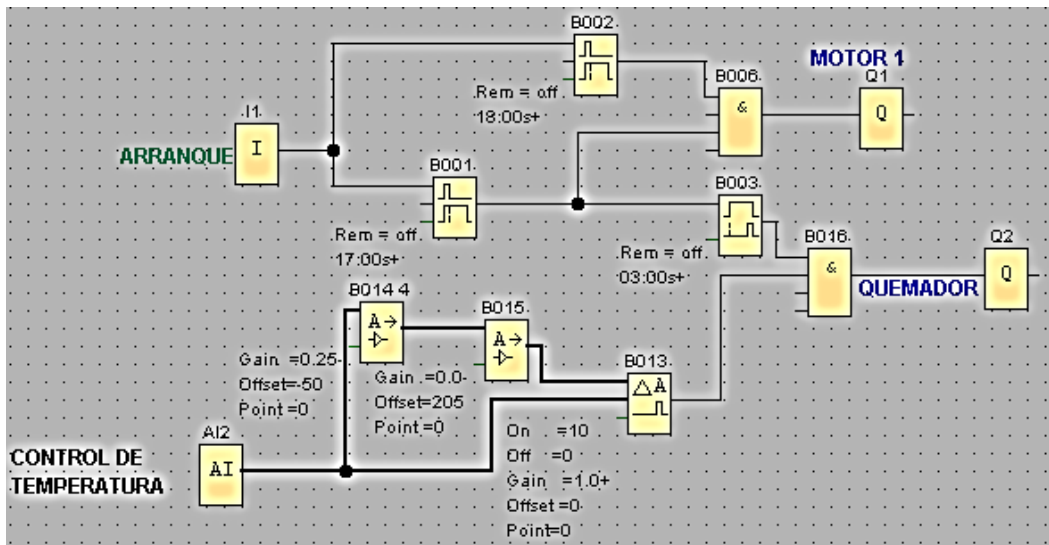 B002
Rem = off
18:00s+
B006
&
MOTOR 1
Q1
Q
I1
I
ARRANQUE
B001
Rem = off
17:00s+
B003
Rem = off
03:00s+
B016
&
QUEMADOR
Q2
Q
B014 4
A→
Gain =0.25
Offset=-50
Point =0
B015
A→
Gain =0.0
Offset=205
Point =0
B013
△A
On =10
Off =0
Gain =1.0+
Offset =0
Point=0
AI2
AI
CONTROL DE
TEMPERATURA